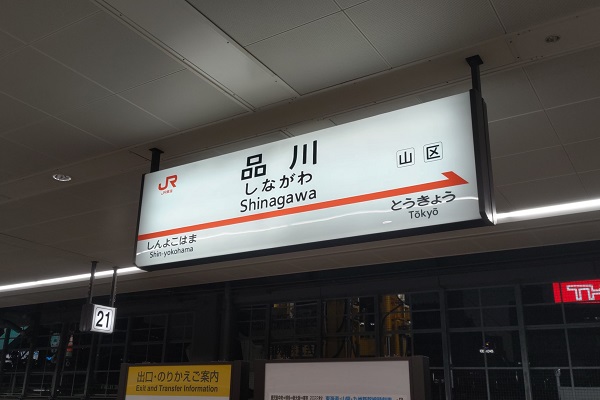 JR
品川
しながわ
Shinagawa
山 区
しんよこはま
Shin-yokohama
とうきょう
Tōkyō
21
出口・のりかえご案内
Exit and Transfer Information
TH